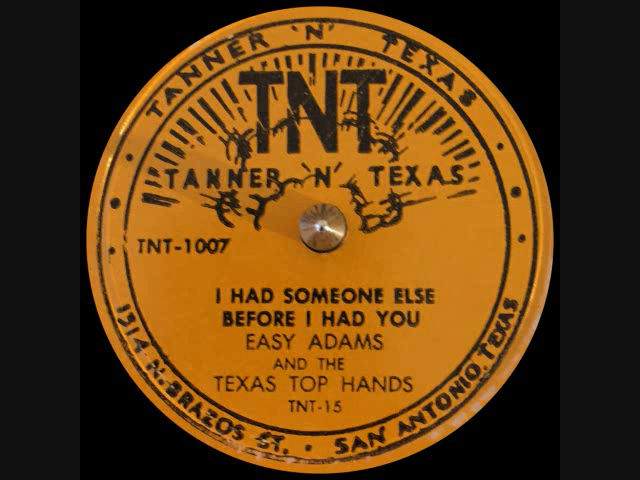 TANNER 'N' TEXAS
TNT
TANNER 'N' TEXAS
TNT-1007
I HAD SOMEONE ELSE
BEFORE I HAD YOU
EASY ADAMS
AND THE
TEXAS TOP HANDS
TNT-15
1314 N. BRAZOS ST. • SAN ANTONIO, TEXAS